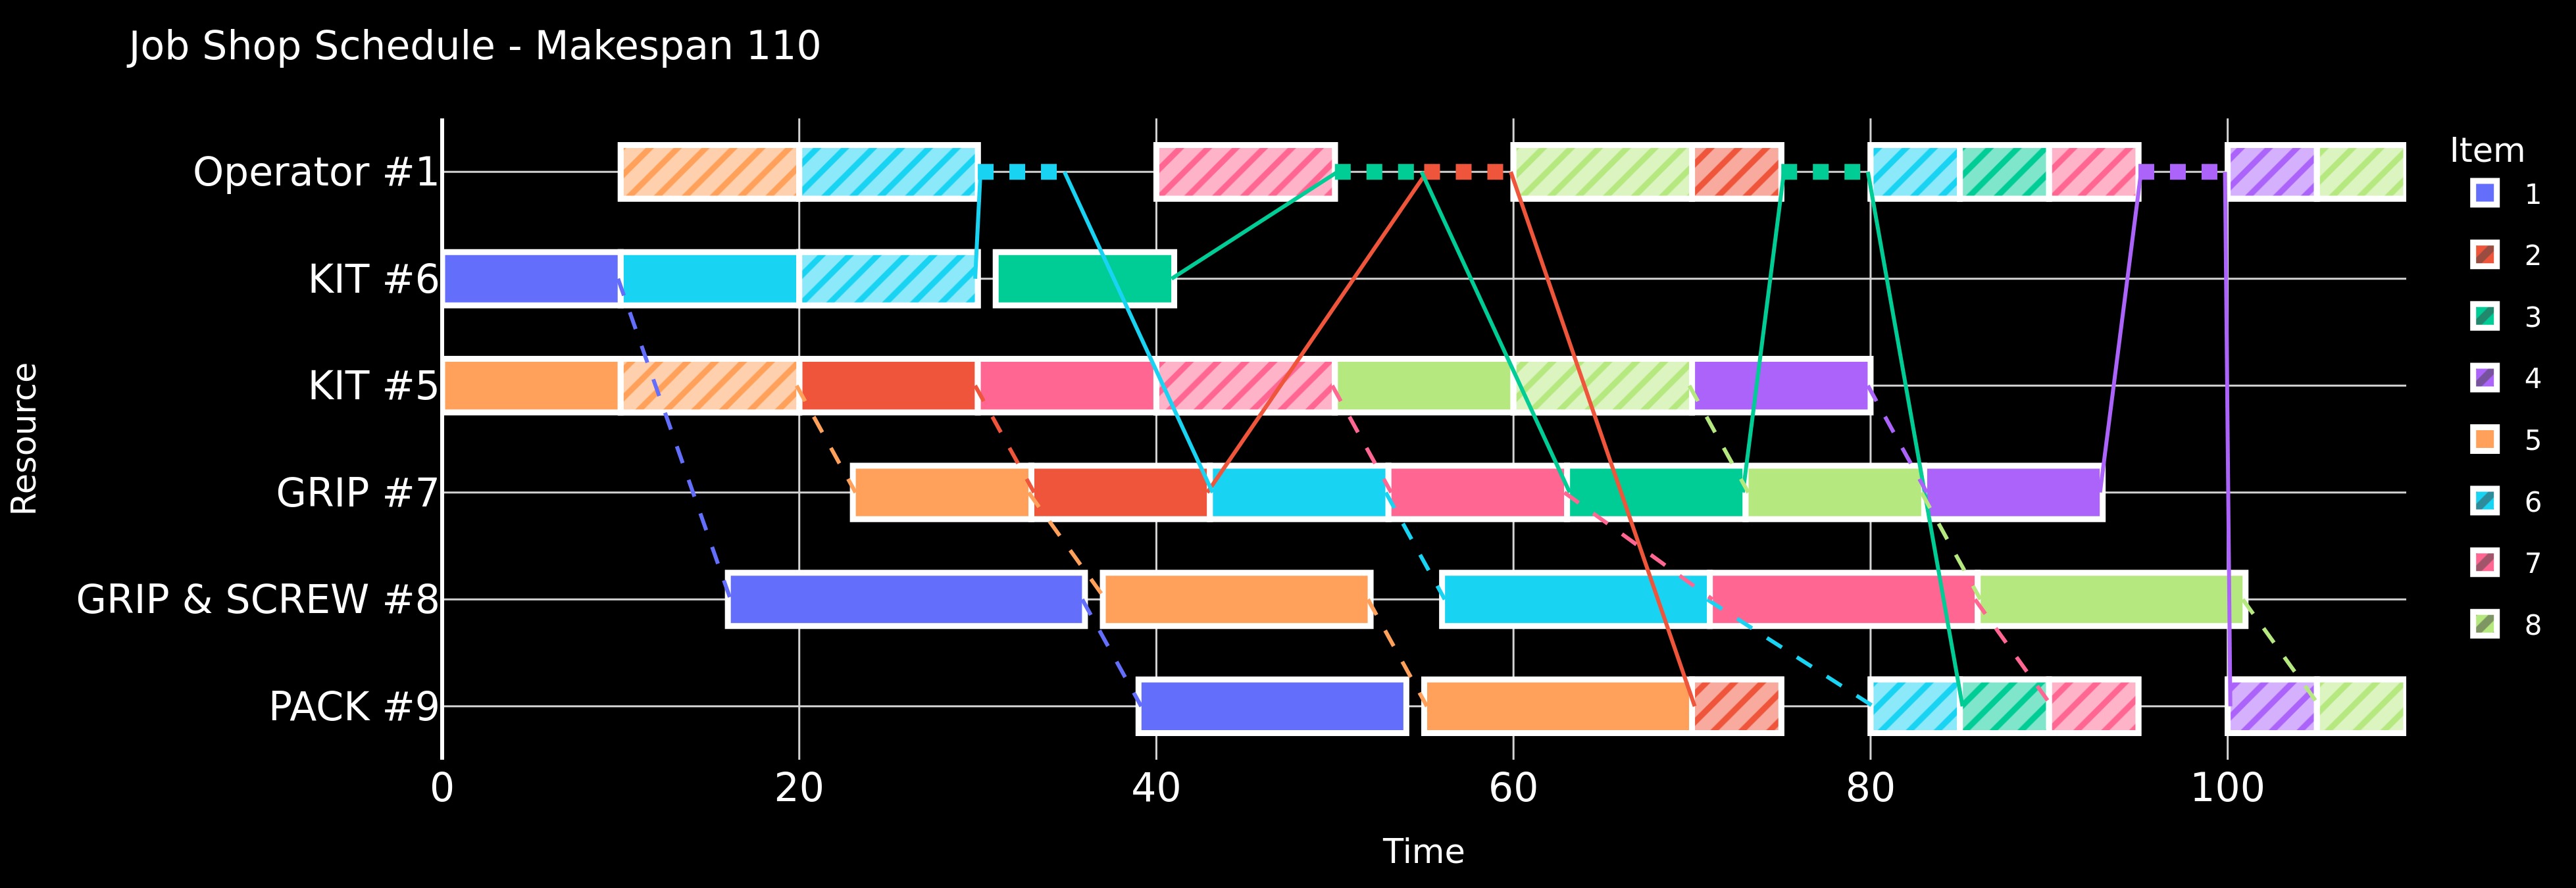 Job Shop Schedule - Makespan 110
Resource
Operator #1
KIT #6
KIT #5
GRIP #7
GRIP & SCREW #8
PACK #9
0 20 40 60 80 100
Time
Item
1
2
3
4
5
6
7
8